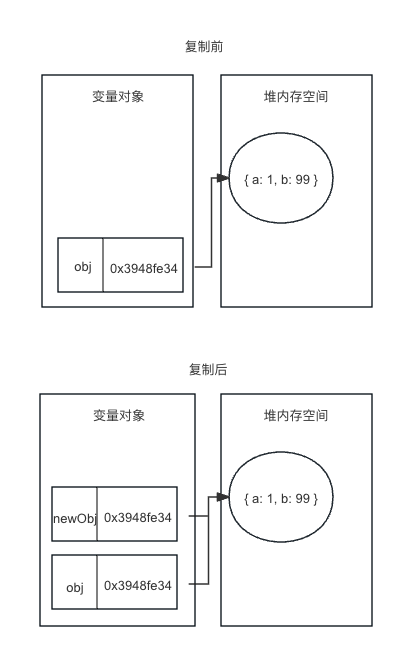 复制前
变量对象
堆内存空间
{ a: 1, b: 99 }
obj
0x3948fe34
复制后
变量对象
堆内存空间
{ a: 1, b: 99 }
newObj
0x3948fe34
obj
0x3948fe34